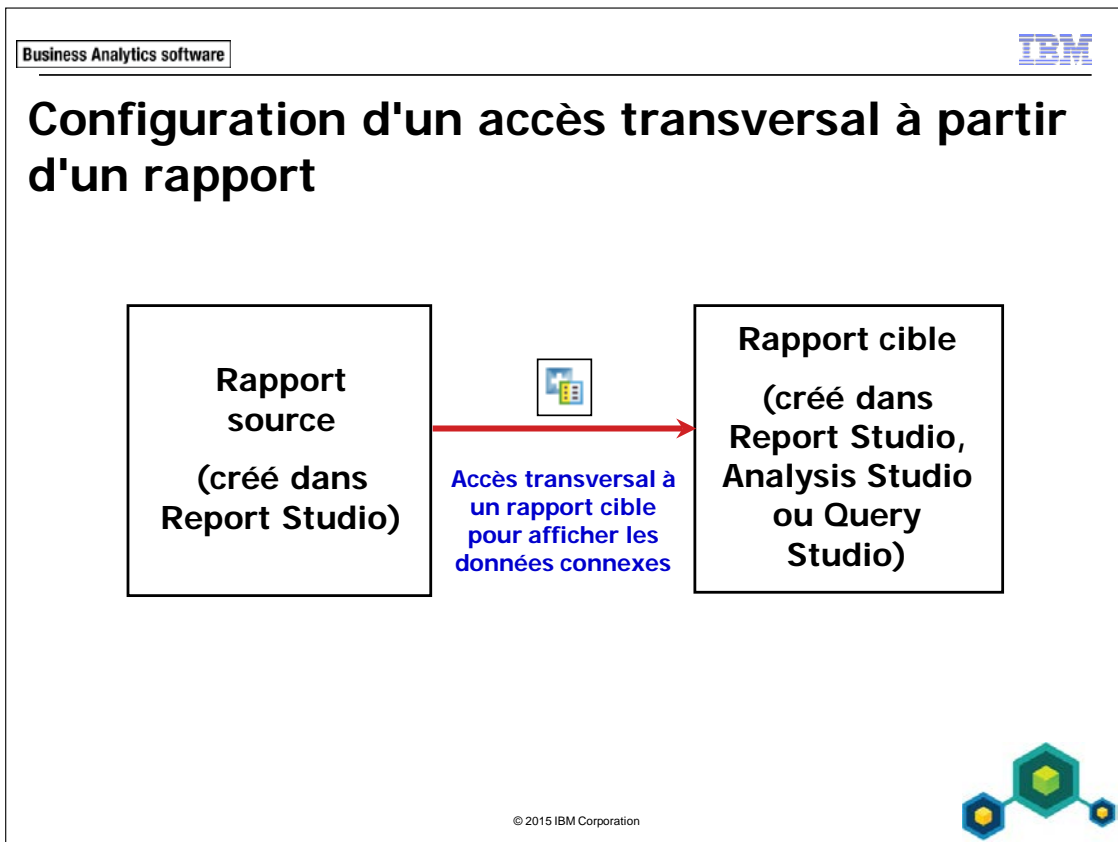 Business Analytics software
IBM
Configuration d'un accès transversal à partir
d'un rapport
Rapport
source
(créé dans
Report Studio)
Accès transversal à
un rapport cible
pour afficher les
données connexes
Rapport cible
(créé dans
Report Studio,
Analysis Studio
ou Query
Studio)
© 2015 IBM Corporation